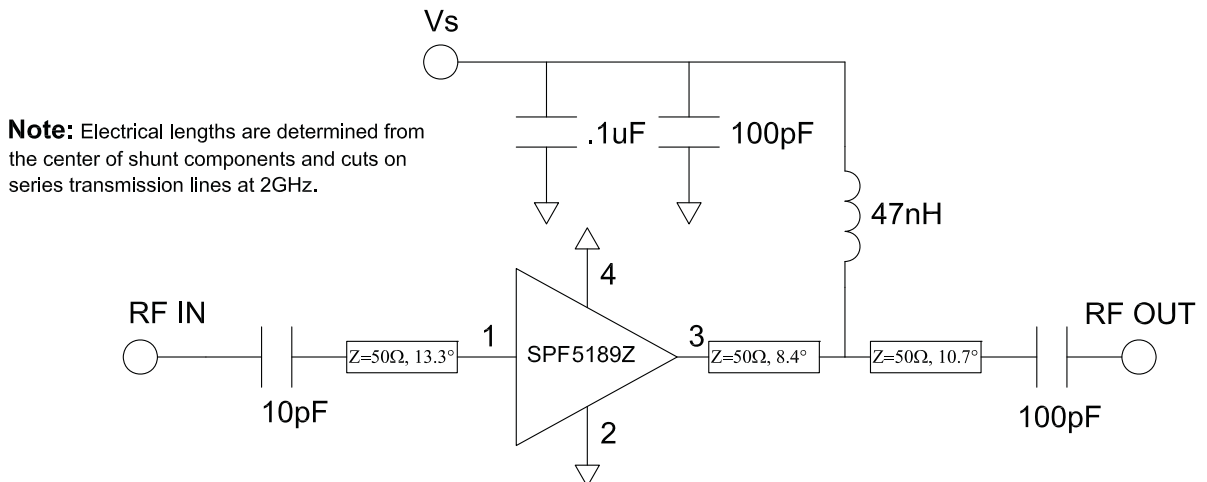 Vs
Note: Electrical lengths are determined from
the center of shunt components and cuts on
series transmission lines at 2GHz.
.1uF
100pF
47nH
4
RF IN
1
SPF5189Z
3
RF OUT
Z=50Ω, 13.3°
Z=50Ω, 8.4°
Z=50Ω, 10.7°
10pF
2
100pF